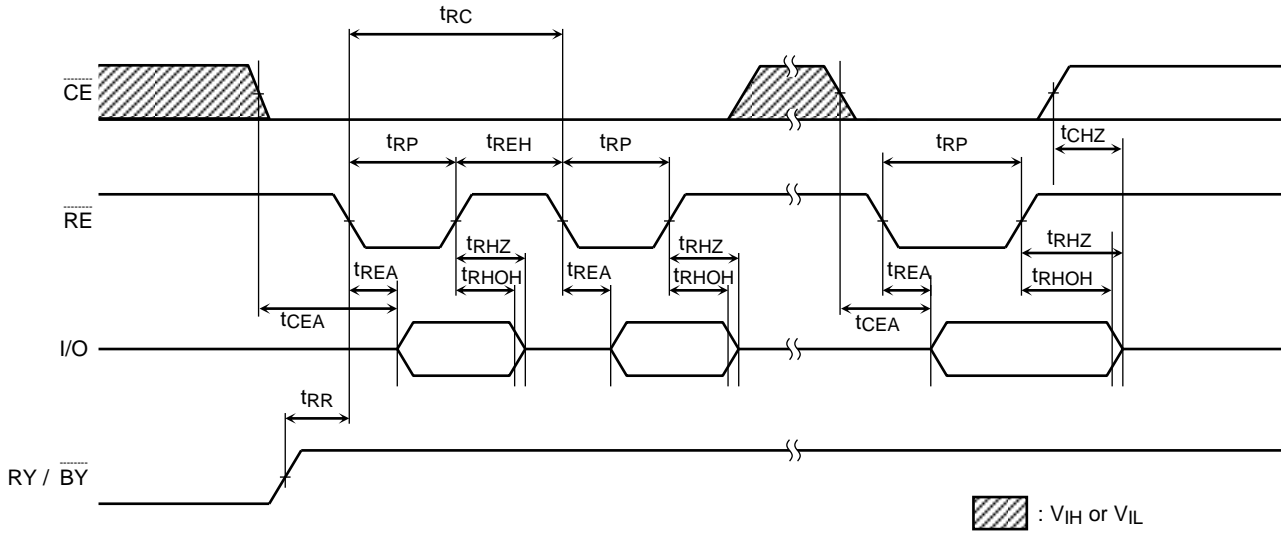 tRC
CE
tCHZ
tRP tREH tRP tRP
RE
tRHZ tRHZ tRHZ
tREA tRHOH tREA tRHOH tREA tRHOH
tCEA tCEA
I/O
tRR
RY / BY
: VIH or VIL